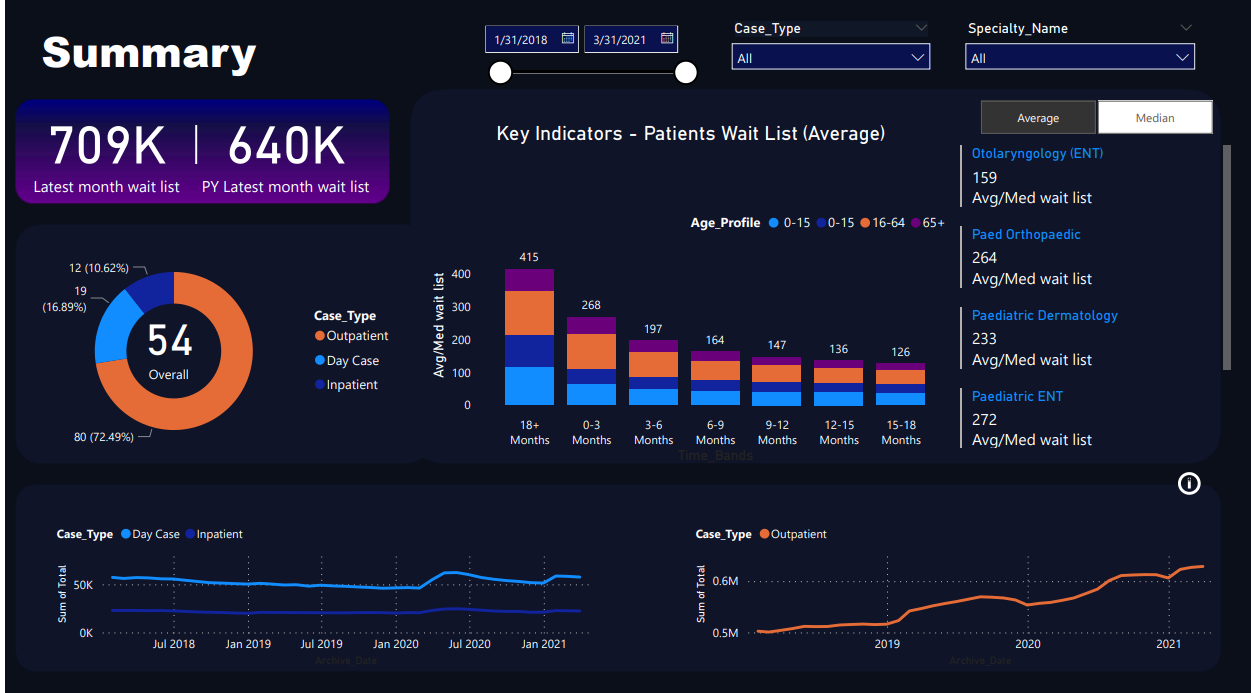 Summary
1/31/2018
3/31/2021
Case_Type
All
Specialty_Name
All
709K
640K
Latest month wait list
PY Latest month wait list
Key Indicators - Patients Wait List (Average)
Average
Median
Otolaryngology (ENT)
159
Avg/Med wait list
Paed Orthopaedic
264
Avg/Med wait list
Paediatric Dermatology
233
Avg/Med wait list
Paediatric ENT
272
Avg/Med wait list
Age_Profile 0-15 0-15 16-64 65+
Avg/Med wait list
400
300
200
100
0
415
268
197
164
147
136
126
18+ Months
0-3 Months
3-6 Months
6-9 Months
9-12 Months
12-15 Months
15-18 Months
Time_Bands
12 (10.62%)
19
(16.89%)
54
Overall
80 (72.49%)
Case_Type
Outpatient
Day Case
Inpatient
Case_Type Day Case Inpatient
Sum of Total
50K
0K
Jul 2018 Jan 2019 Jul 2019 Jan 2020 Jul 2020 Jan 2021
Archive_Date
Case_Type Outpatient
Sum of Total
0.6M
0.5M
2019 2020 2021
Archive_Date